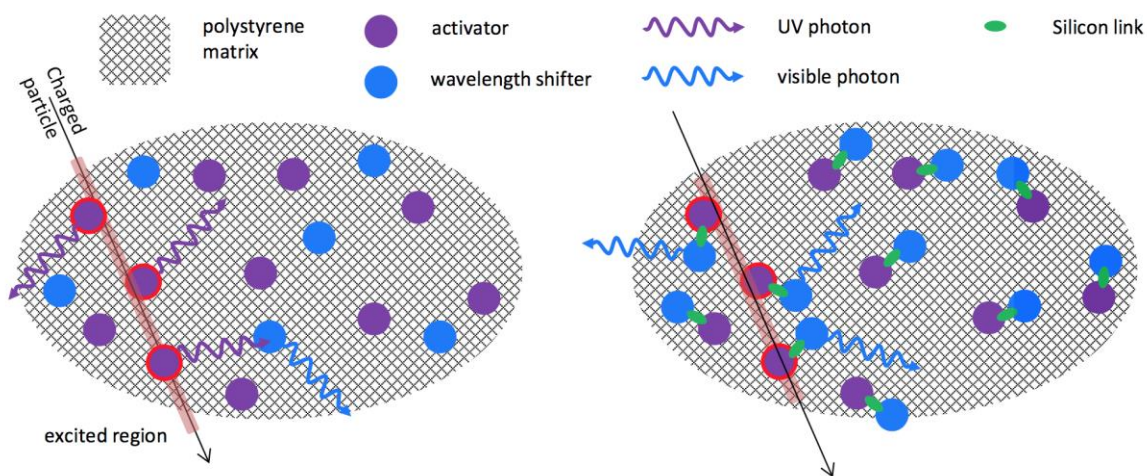 polystyrene
matrix
activator
wavelength shifter
UV photon
visible photon
Silicon link
Charged
particle
excited region